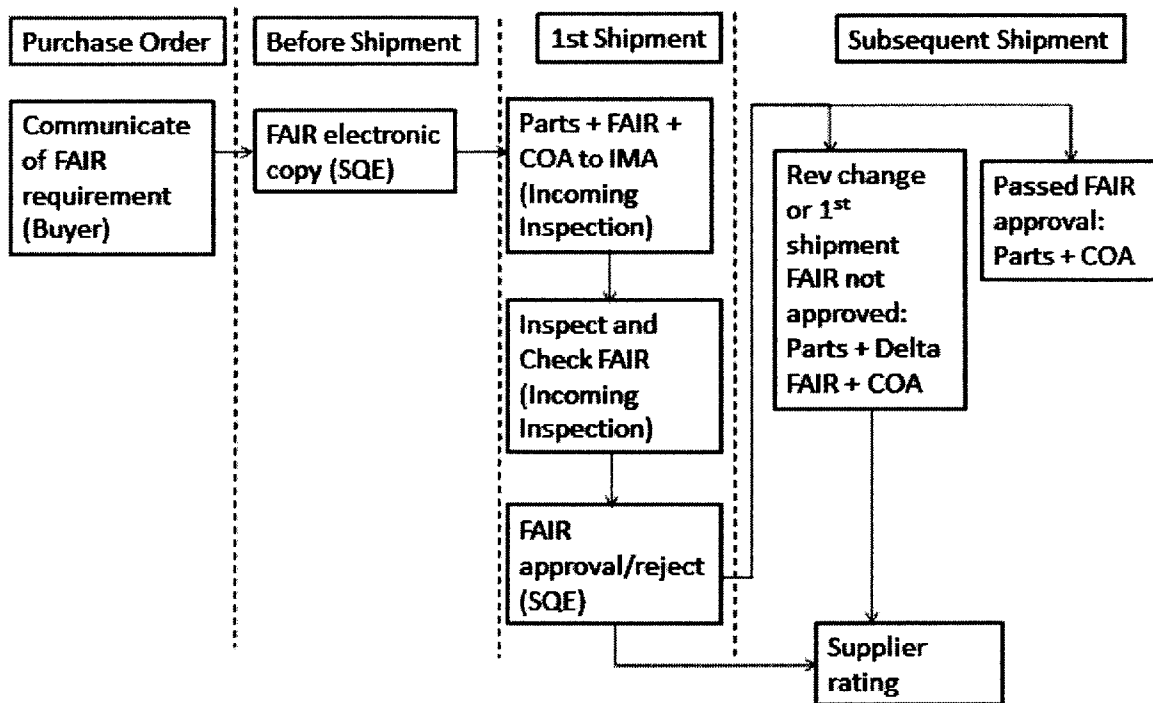 Purchase Order
Before Shipment
1st Shipment
Subsequent Shipment
Communicate
of FAIR
requirement
(Buyer)
FAIR electronic
copy (SQE)
Parts + FAIR +
COA to IMA
(Incoming
Inspection)
Inspect and
Check FAIR
(Incoming
Inspection)
FAIR
approval/reject
(SQE)
Rev change
or 1st
shipment
FAIR not
approved:
Parts + Delta
FAIR + COA
Passed FAIR
approval:
Parts + COA
Supplier
rating